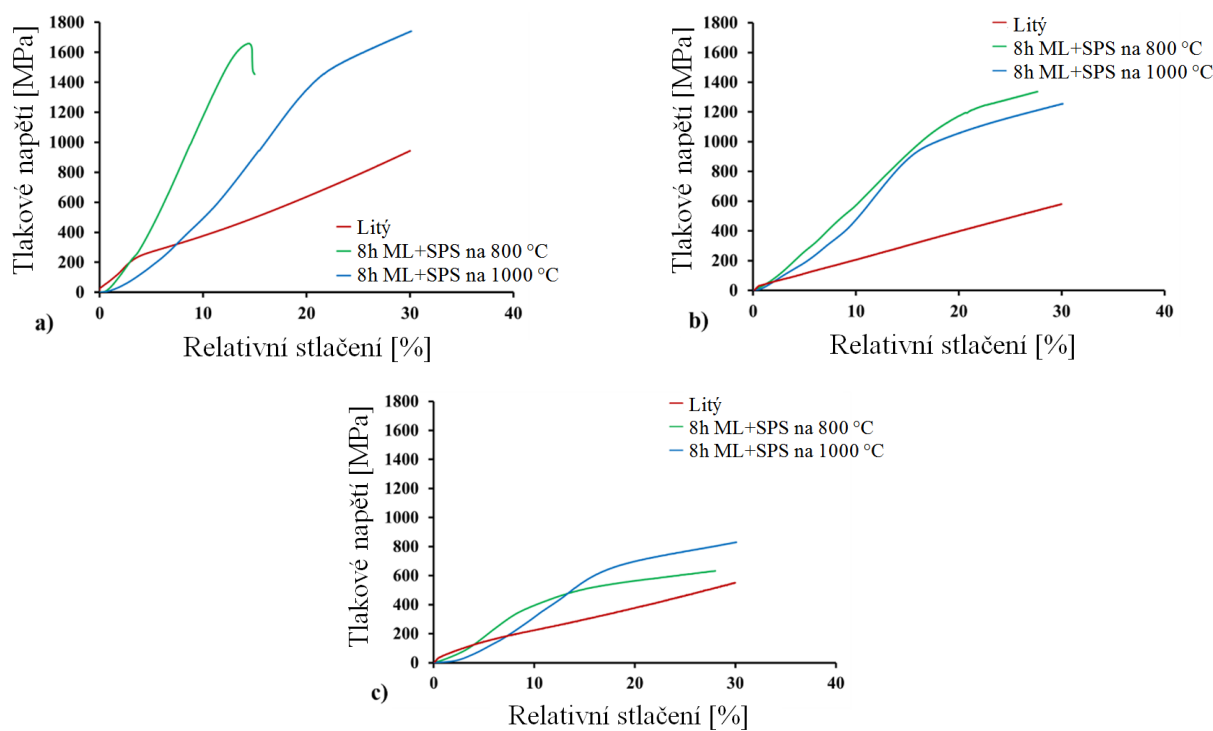 1800
1600
1400
1200
1000
800
600
400
200
0
Tlakové napětí [MPa]
Litý
8h ML+SPS na 800 °C
8h ML+SPS na 1000 °C
0 10 20 30 40
a)
Relativní stlačení [%]
1800
1600
1400
1200
1000
800
600
400
200
0
Tlakové napětí [MPa]
Litý
8h ML+SPS na 800 °C
8h ML+SPS na 1000 °C
0 10 20 30 40
b)
Relativní stlačení [%]
1800
1600
1400
1200
1000
800
600
400
200
0
Tlakové napětí [MPa]
Litý
8h ML+SPS na 800 °C
8h ML+SPS na 1000 °C
0 10 20 30 40
c)
Relativní stlačení [%]